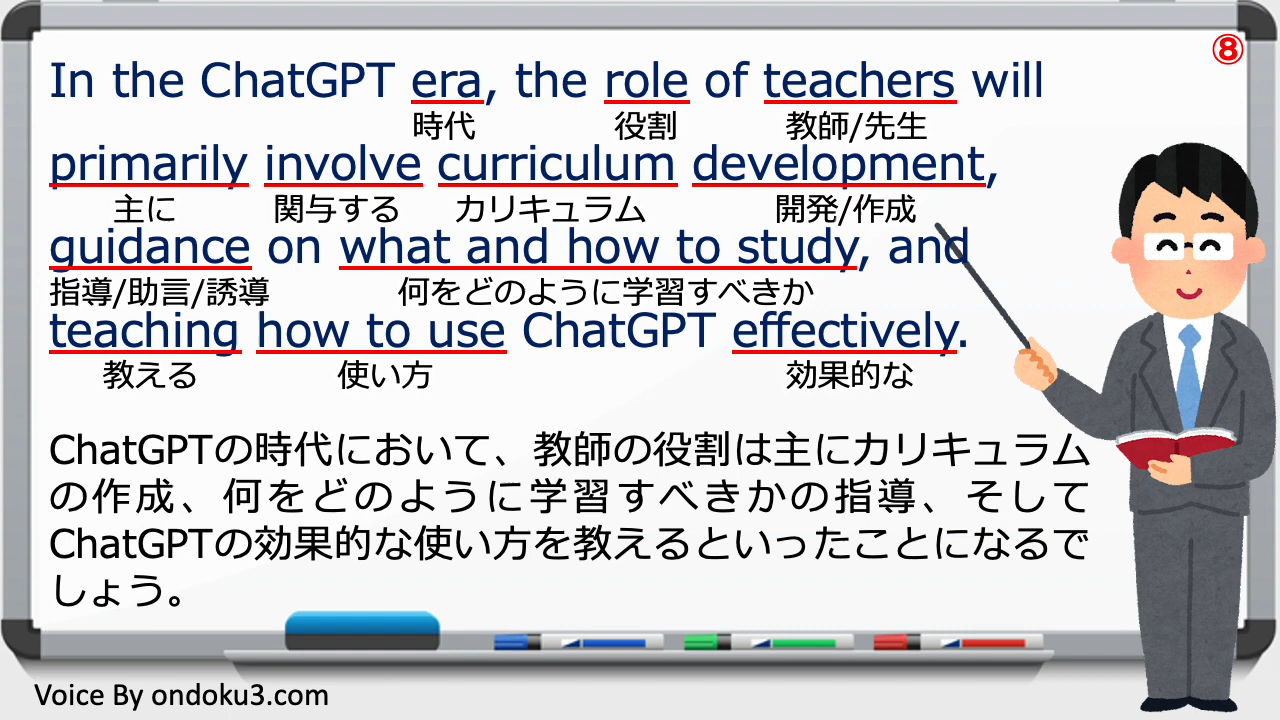 ⑧
In the ChatGPT era, the role of teachers will
時代 役割 教師/先生
primarily involve curriculum development,
主に 関与する カリキュラム 開発/作成
guidance on what and how to study, and
指導/助言/誘導 何をどのように学習すべきか
teaching how to use ChatGPT effectively.
教える 使い方 効果的な
ChatGPTの時代において、教師の役割は主にカリキュラム
の作成、何をどのように学習すべきかの指導、そして
ChatGPTの効果的な使い方を教えるといったことになるで
しょう。
Voice By ondoku3.com